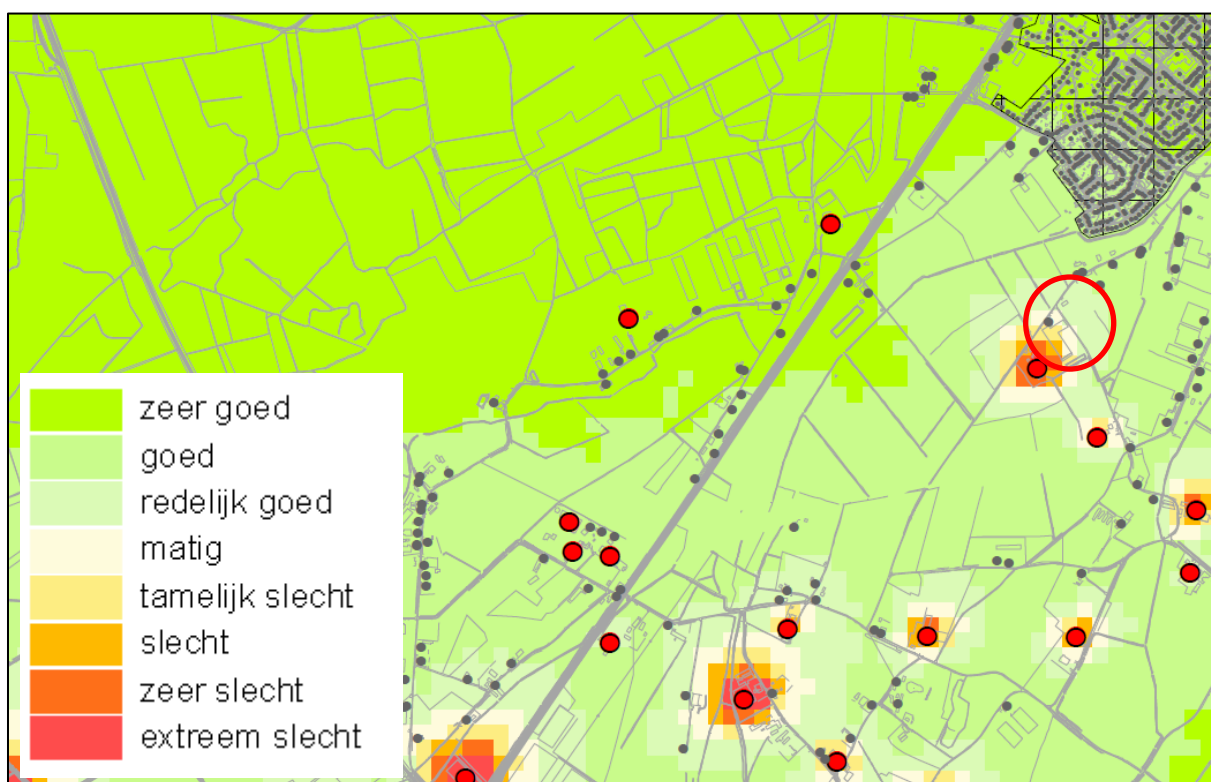 zeer goed
goed
redelijk goed
matig
tamelijk slecht
slecht
zeer slecht
extreem slecht